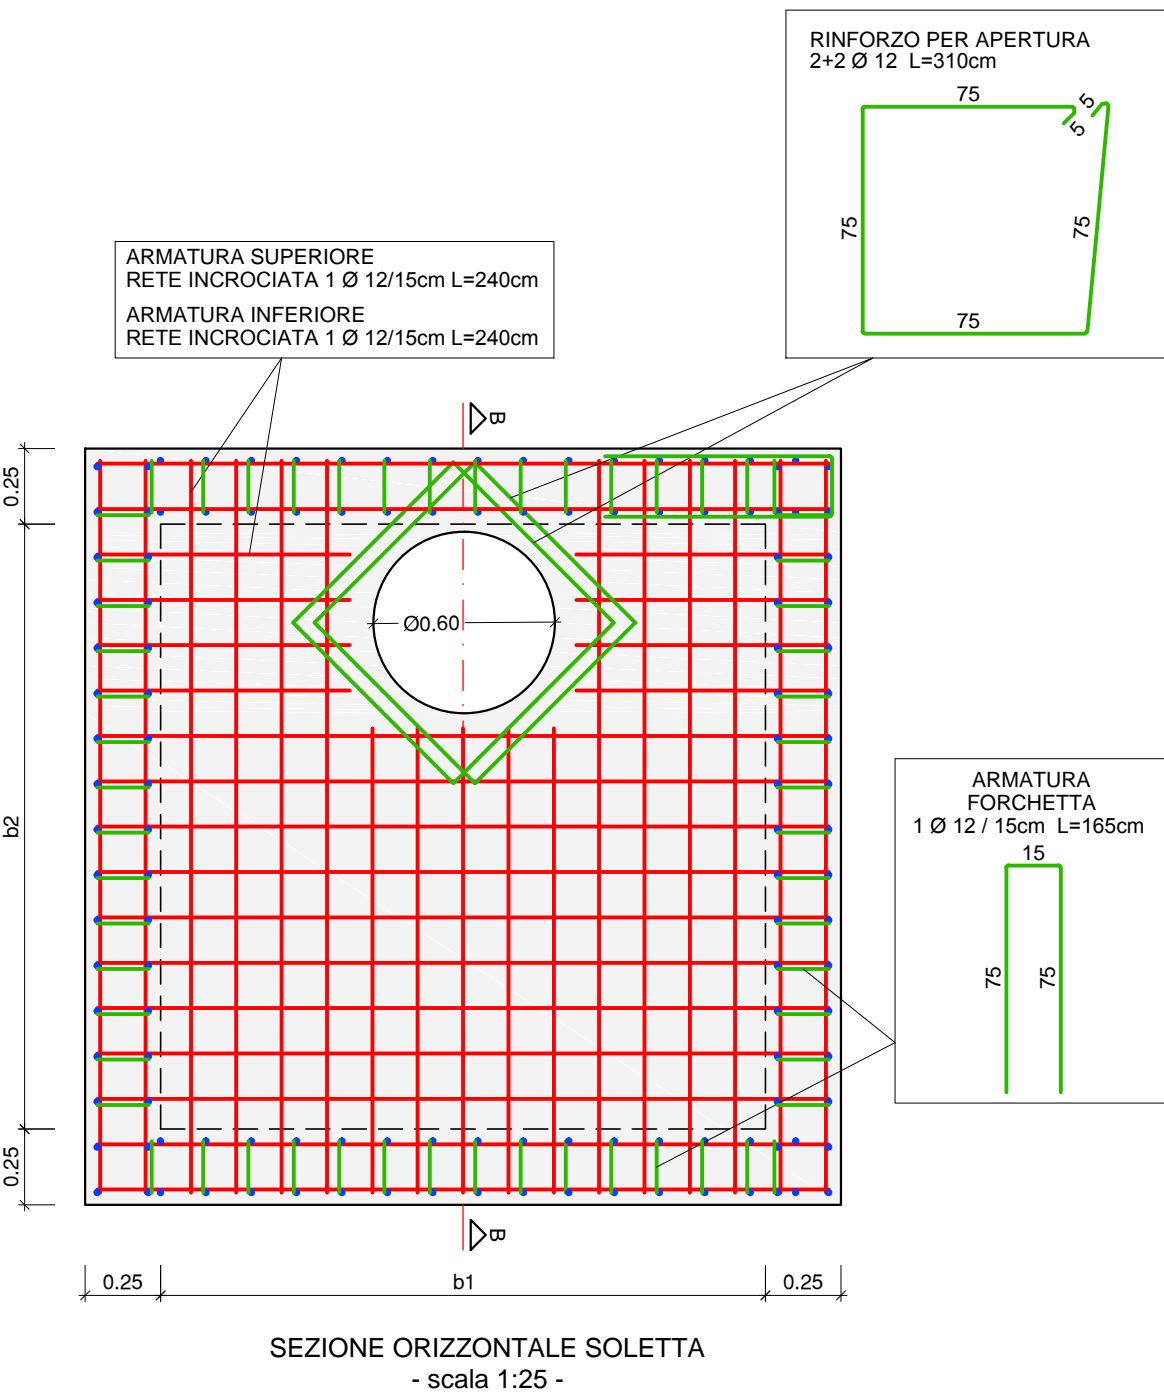 RINFORZO PER APERTURA
2+2 Ø 12 L=310cm
75
5
5
75
75
75
ARMATURA SUPERIORE
RETE INCROCIATA 1 Ø 12/15cm L=240cm
ARMATURA INFERIORE
RETE INCROCIATA 1 Ø 12/15cm L=240cm
B
0.25
Ø0.60
b2
ARMATURA
FORCHETTA
1 Ø 12 / 15cm L=165cm
15
75
75
0.25
B
0.25
b1
0.25
SEZIONE ORIZZONTALE SOLETTA
- scala 1:25 -